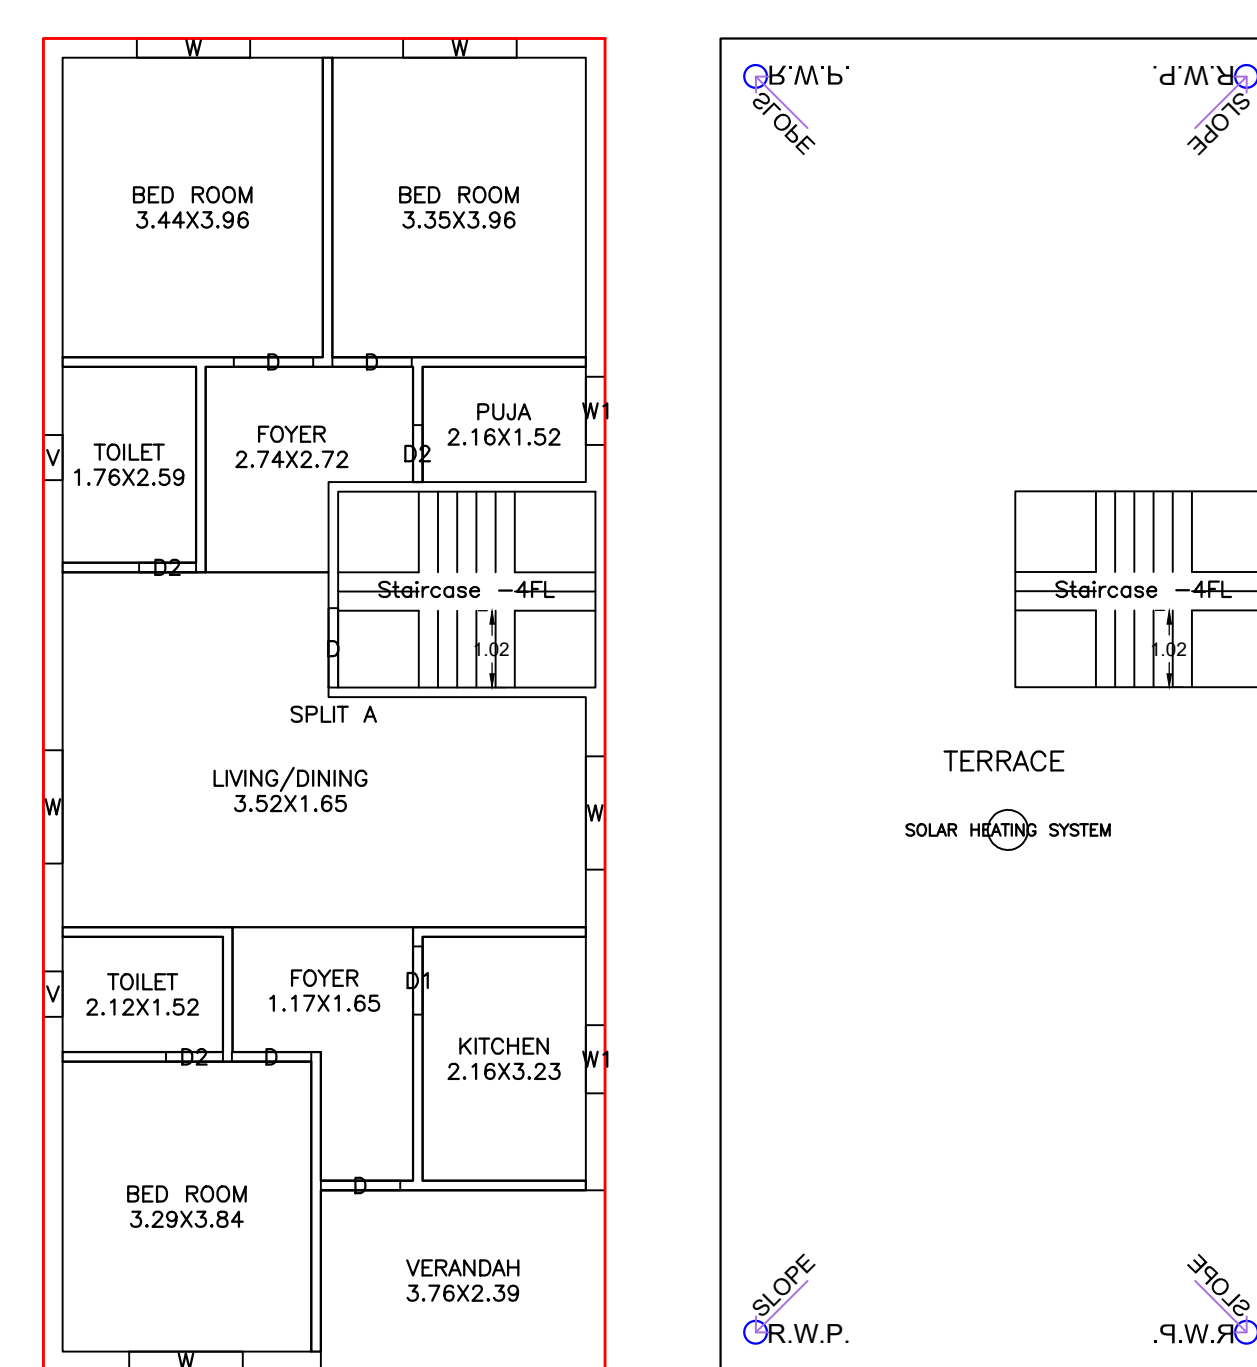 W
W
R.W.P.
R.W.P.
SLOPE
SLOPE
BED ROOM
3.44X3.96
BED ROOM
3.35X3.96
D
D
PUJA
2.16X1.52
W1
FOYER
2.74X2.72
D2
V
TOILET
1.76X2.59
D2
Staircase -4FL
Staircase -4FL
D
1.02
1.02
SPLIT A
TERRACE
LIVING/DINING
3.52X1.65
W
W
SOLAR HEATING SYSTEM
V
TOILET
2.12X1.52
FOYER
1.17X1.65
D1
KITCHEN
2.16X3.23
W1
D2
D
D
BED ROOM
3.29X3.84
VERANDAH
3.76X2.39
SLOPE
SLOPE
R.W.P.
R.W.P.
W